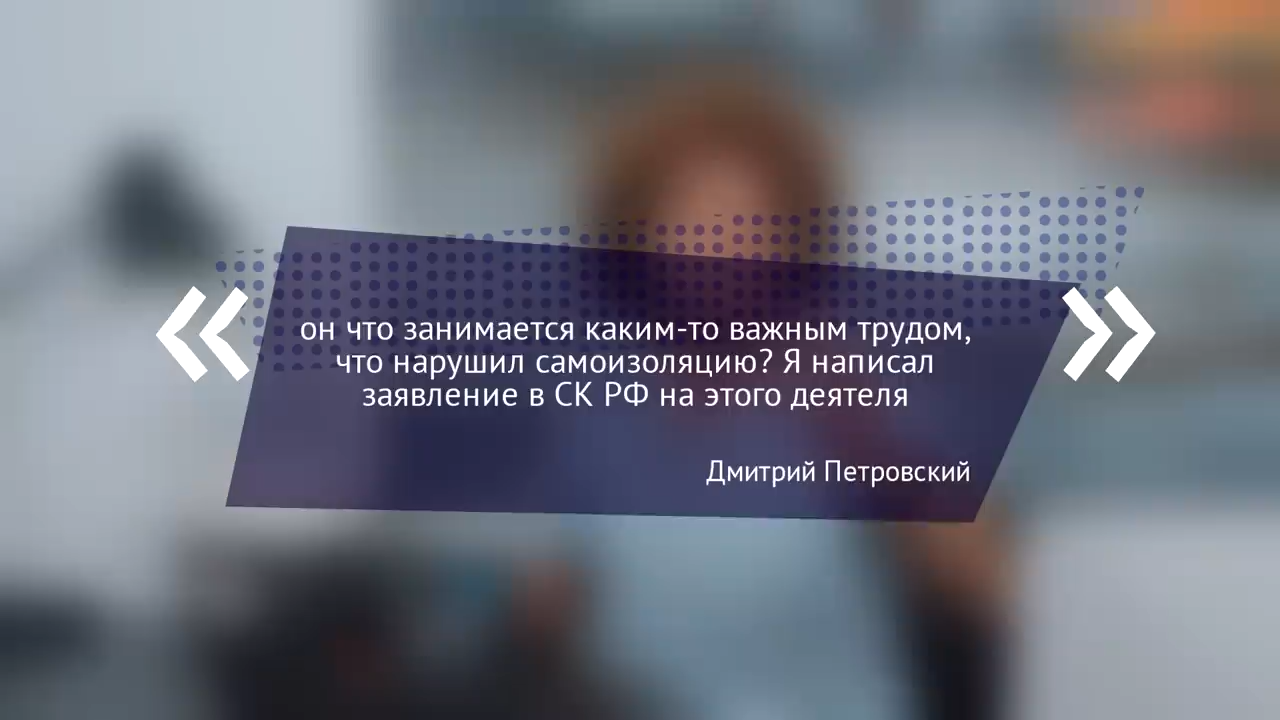 он что занимается каким-то важным трудом,
что нарушил самоизоляцию? Я написал
заявление в СК РФ на этого деятеля
Дмитрий Петровский